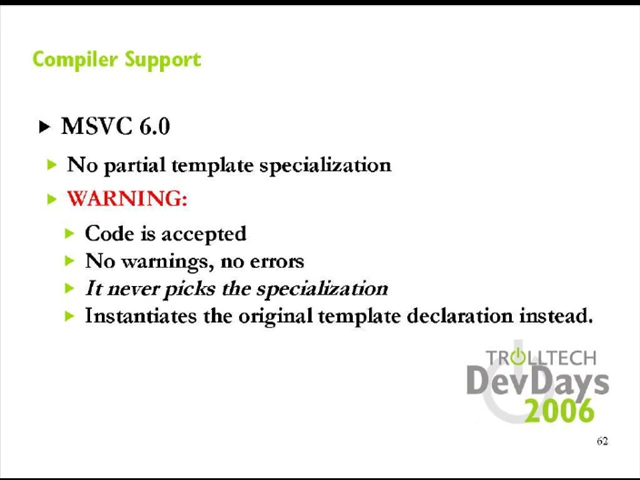 Compiler Support
MSVC 6.0
No partial template specialization
WARNING:
Code is accepted
No warnings, no errors
It never picks the specialization
Instantiates the original template declaration instead.
TROLLTECH
DevDays
2006
62